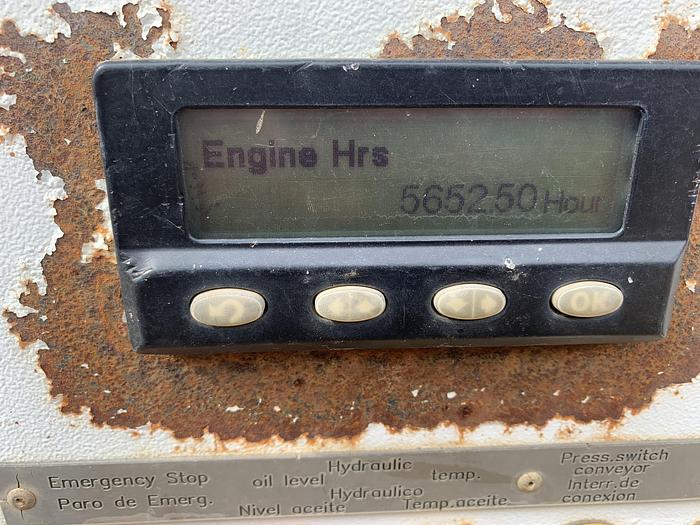 Engine Hrs
5652.50 Hour
OK
Emergency Stop
Paro de Emerg.
Hydraulic
oil level temp.
Hydraulico
Nivel aceite Temp.aceite
Press.switch
conveyor
Interr.de
conexion